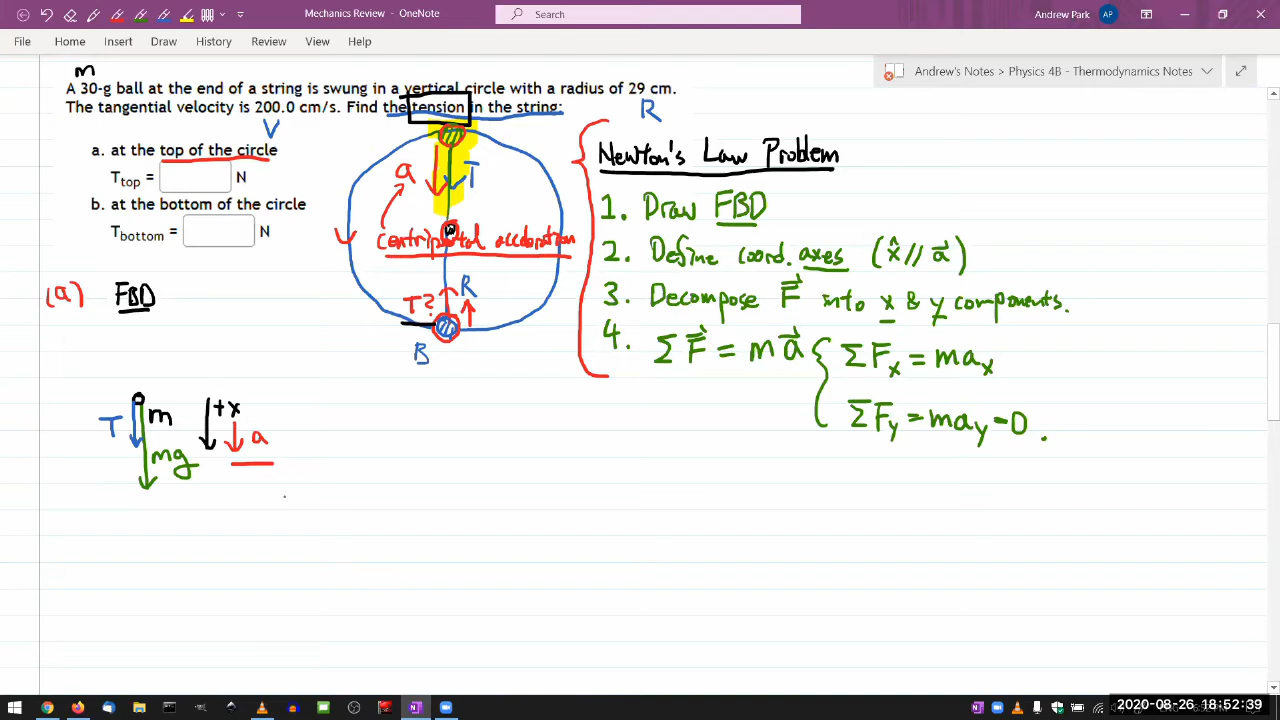 Mechanics Review - OneNote
Search
Andrew Park
AP
File Home Insert Draw History Review View Help
Andrew's Notes > Physics 4B - Thermodynamics Notes
m
A 30-g ball at the end of a string is swung in a vertical circle with a radius of 29 cm.
The tangential velocity is 200.0 cm/s. Find the tension in the string:
V
R
a. at the top of the circle
T top = N
b. at the bottom of the circle
T bottom = N
a
T
centripetal acceleration
T?
R
B
Newton's Law Problem
1. Draw FBD
2. Define coord. axes (x̂ // a⃗)
3. Decompose F⃗ into x & y components.
4. ΣF⃗ = ma⃗ { ΣFx = max
ΣFy = may = 0.
(a) FBD
T
m
mg
+x
a
2020-08-26 18:52:39